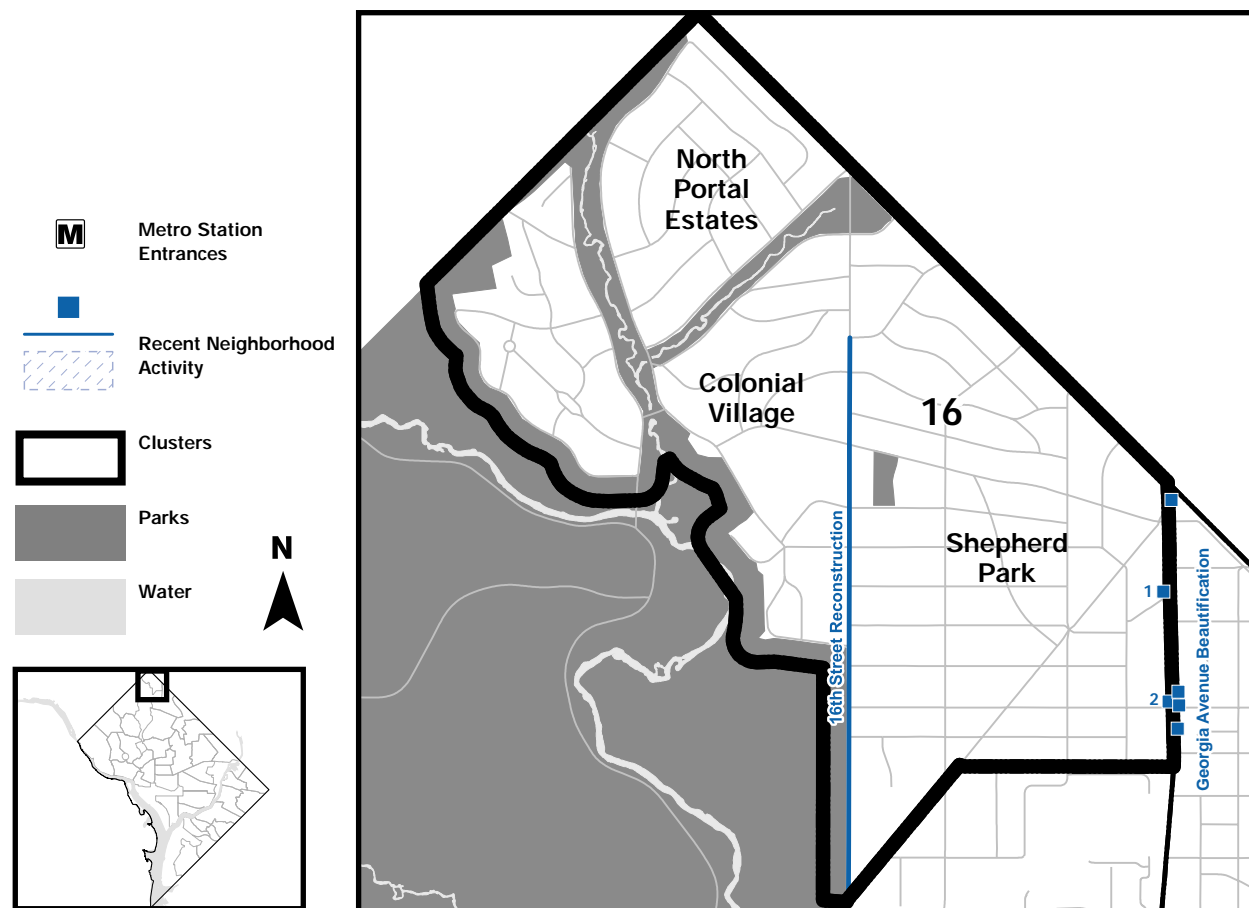 M
Metro Station
Entrances
Recent Neighborhood
Activity
Clusters
Parks
Water
N
North
Portal
Estates
Colonial
Village
16
Shepherd
Park
16th Street Reconstruction
1
2
Georgia Avenue Beautification